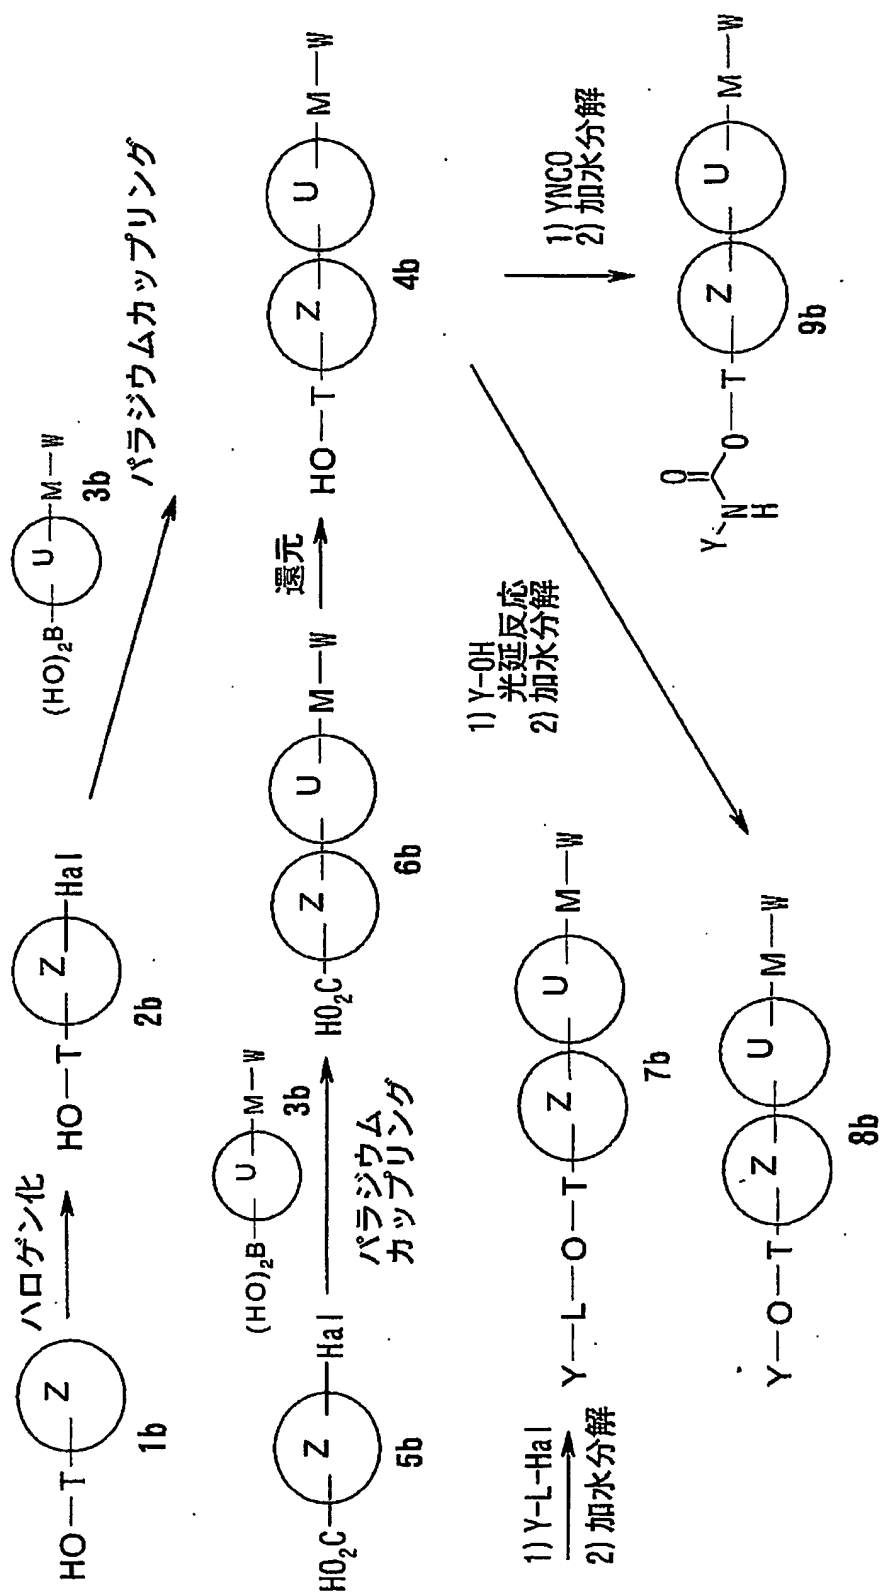 HO—T—Z
1b
ハロゲン化
HO—T—Z—Hal
2b
(HO)₂B—U—M—W
3b
パラジウムカップリング
HO₂C—Z—Hal
5b
(HO)₂B—U—M—W
3b
パラジウム
カップリング
HO₂C—Z—U—M—W
6b
還元
HO—T—Z—U—M—W
4b
1) Y-L-Hal
2) 加水分解
Y—L—O—T—Z—U—M—W
7b
1) Y-OH
光延反応
2) 加水分解
Y—O—T—Z—U—M—W
8b
1) YNCO
2) 加水分解
O
Y—N—O—T—Z—U—M—W
H
9b